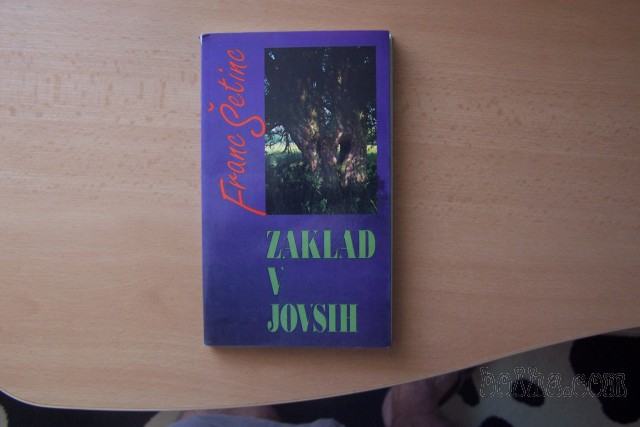 Franc Šetinc
ZAKLAD
V
JOVSIH
bolha.com